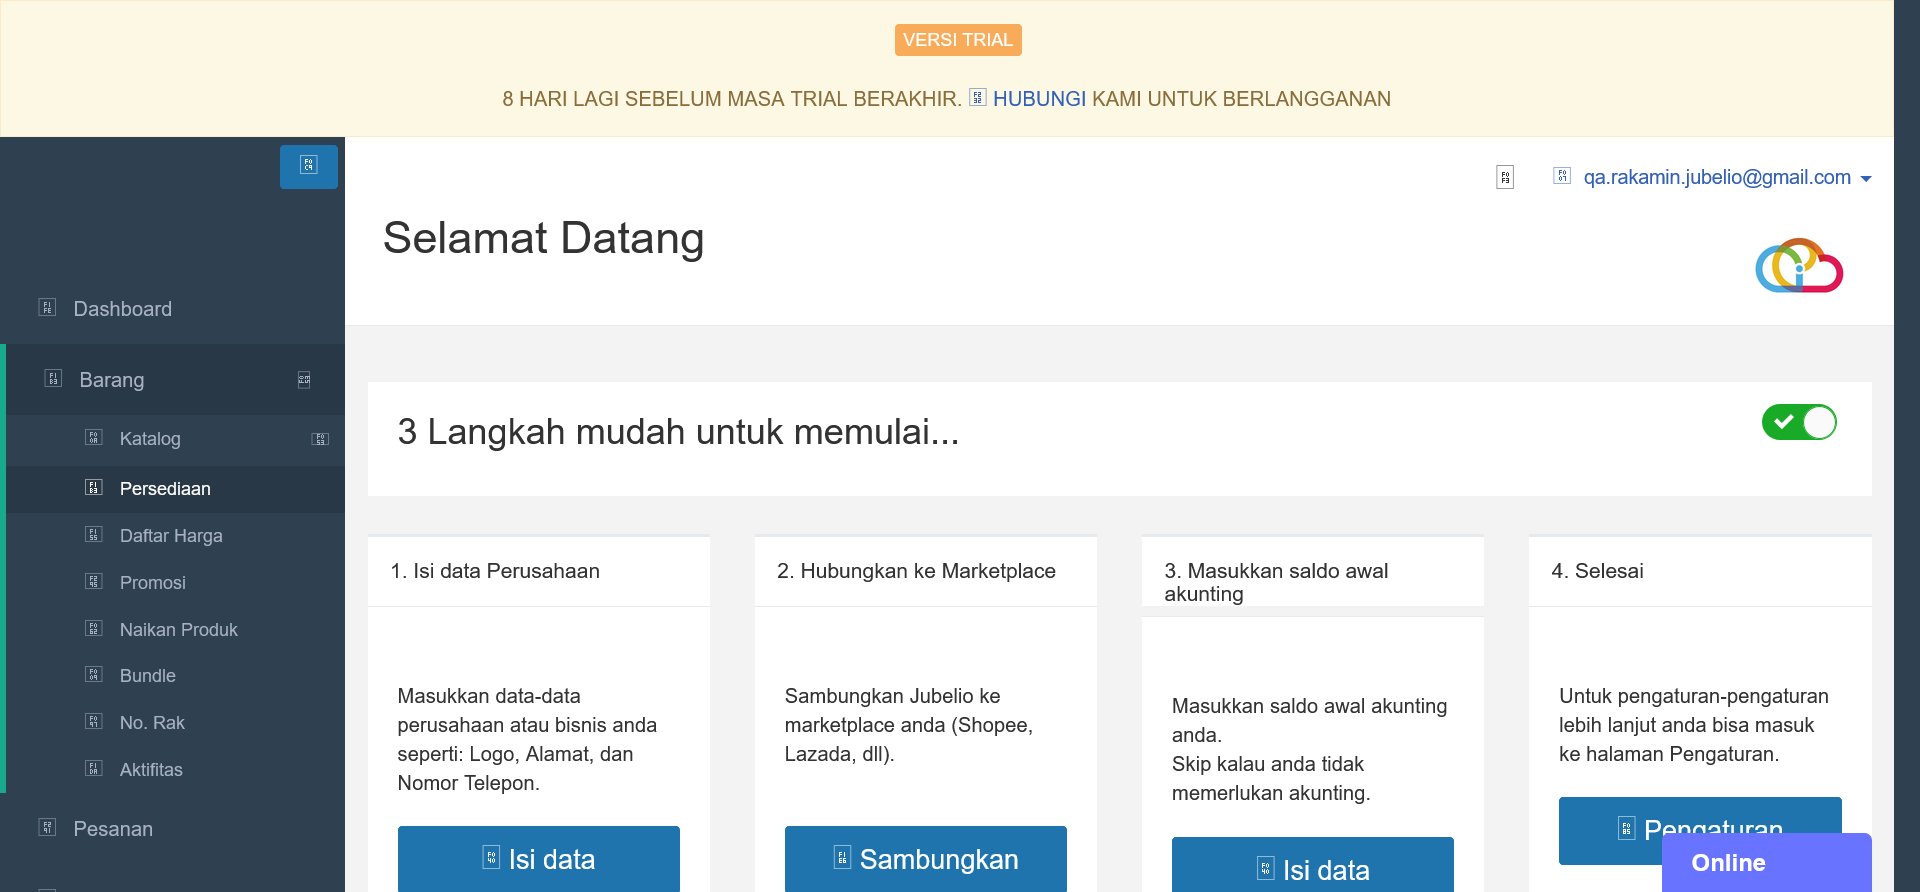 VERSI TRIAL
8 HARI LAGI SEBELUM MASA TRIAL BERAKHIR. HUBUNGI KAMI UNTUK BERLANGGANAN
qa.rakamin.jubelio@gmail.com
Selamat Datang
Dashboard
Barang
Katalog
Persediaan
Daftar Harga
Promosi
Naikan Produk
Bundle
No. Rak
Aktifitas
Pesanan
3 Langkah mudah untuk memulai...
1. Isi data Perusahaan
Masukkan data-data
perusahaan atau bisnis anda
seperti: Logo, Alamat, dan
Nomor Telepon.
Isi data
2. Hubungkan ke Marketplace
Sambungkan Jubelio ke
marketplace anda (Shopee,
Lazada, dll).
Sambungkan
3. Masukkan saldo awal
akunting
Masukkan saldo awal akunting
anda.
Skip kalau anda tidak
memerlukan akunting.
Isi data
4. Selesai
Untuk pengaturan-pengaturan
lebih lanjut anda bisa masuk
ke halaman Pengaturan.
Pengaturan
Online